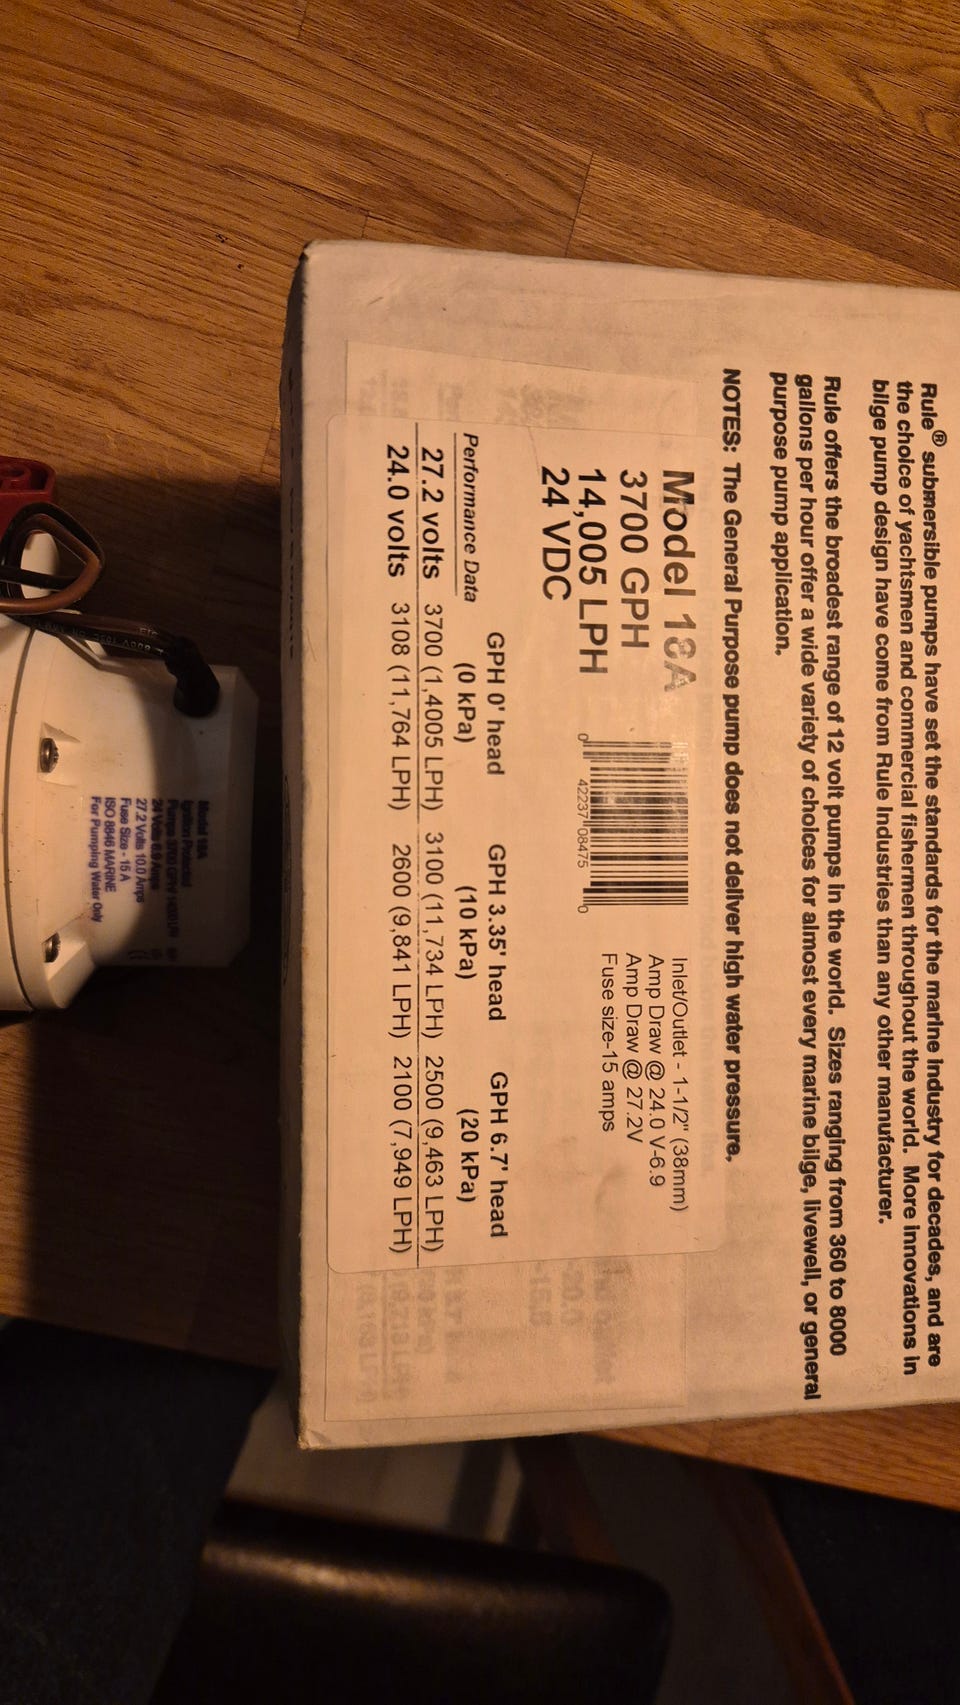 Rule® submersible pumps have set the standards for the marine industry for decades, and are
the choice of yachtsmen and commercial fishermen throughout the world. More innovations in
bilge pump design have come from Rule Industries than any other manufacturer.
Rule offers the broadest range of 12 volt pumps in the world. Sizes ranging from 360 to 8000
gallons per hour offer a wide variety of choices for almost every marine bilge, livewell, or general
purpose pump application.
NOTES: The General Purpose pump does not deliver high water pressure.
Model 18A
3700 GPH
14,005 LPH
24 VDC
0 42237 08475 0
Inlet/Outlet - 1-1/2" (38mm)
Amp Draw @ 24.0 V-6.9
Amp Draw @ 27.2V
Fuse size-15 amps
GPH 0' head GPH 3.35' head GPH 6.7' head
Performance Data (0 kPa) (10 kPa) (20 kPa)
27.2 volts 3700 (1,4005 LPH) 3100 (11,734 LPH) 2500 (9,463 LPH)
24.0 volts 3108 (11,764 LPH) 2600 (9,841 LPH) 2100 (7,949 LPH)
Model 18A
Ignition Protected
Pumps 3700 GPH
24 Volts 6.9 Amps
27.2 Volts 10.0 Amps
Fuse Size - 15 A
ISO 8846 MARINE
For Pumping Water Only